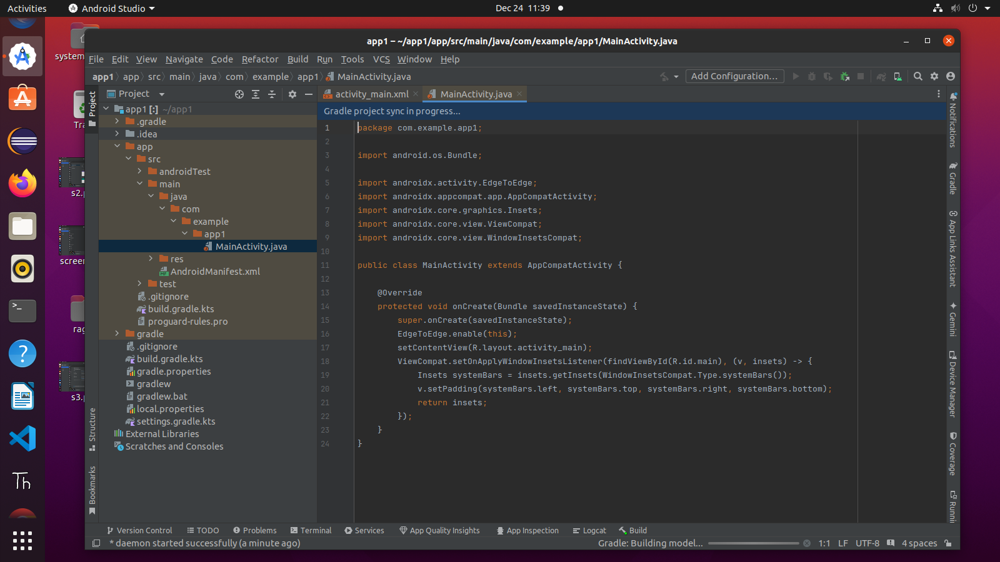 Activities
Android Studio
Dec 24 11:39
app1 – ~/app1/app/src/main/java/com/example/app1/MainActivity.java
File Edit View Navigate Code Refactor Build Run Tools VCS Window Help
app1 app src main java com example app1 MainActivity.java
Add Configuration...
Project
Project
activity_main.xml
MainActivity.java
Gradle project sync in progress...
app1 [:] ~/app1
.gradle
.idea
app
src
androidTest
main
java
com
example
app1
MainActivity.java
res
AndroidManifest.xml
test
.gitignore
build.gradle.kts
proguard-rules.pro
gradle
.gitignore
build.gradle.kts
gradle.properties
gradlew
gradlew.bat
local.properties
settings.gradle.kts
External Libraries
Scratches and Consoles
1 package com.example.app1;
2
3 import android.os.Bundle;
4
5 import androidx.activity.EdgeToEdge;
6 import androidx.appcompat.app.AppCompatActivity;
7 import androidx.core.graphics.Insets;
8 import androidx.core.view.ViewCompat;
9 import androidx.core.view.WindowInsetsCompat;
10
11 public class MainActivity extends AppCompatActivity {
12
13 @Override
14 protected void onCreate(Bundle savedInstanceState) {
15 super.onCreate(savedInstanceState);
16 EdgeToEdge.enable(this);
17 setContentView(R.layout.activity_main);
18 ViewCompat.setOnApplyWindowInsetsListener(findViewById(R.id.main), (v, insets) -> {
19 Insets systemBars = insets.getInsets(WindowInsetsCompat.Type.systemBars());
20 v.setPadding(systemBars.left, systemBars.top, systemBars.right, systemBars.bottom);
21 return insets;
22 });
23 }
24 }
Structure
Bookmarks
Notifications
Gradle
App Links Assistant
Gemini
Device Manager
Coverage
Runni
Version Control
TODO
Problems
Terminal
Services
App Quality Insights
App Inspection
Logcat
Build
* daemon started successfully (a minute ago)
Gradle: Building model...
1:1 LF UTF-8 4 spaces
system
Tra
s2.p
screen
rag
s3.p
Th